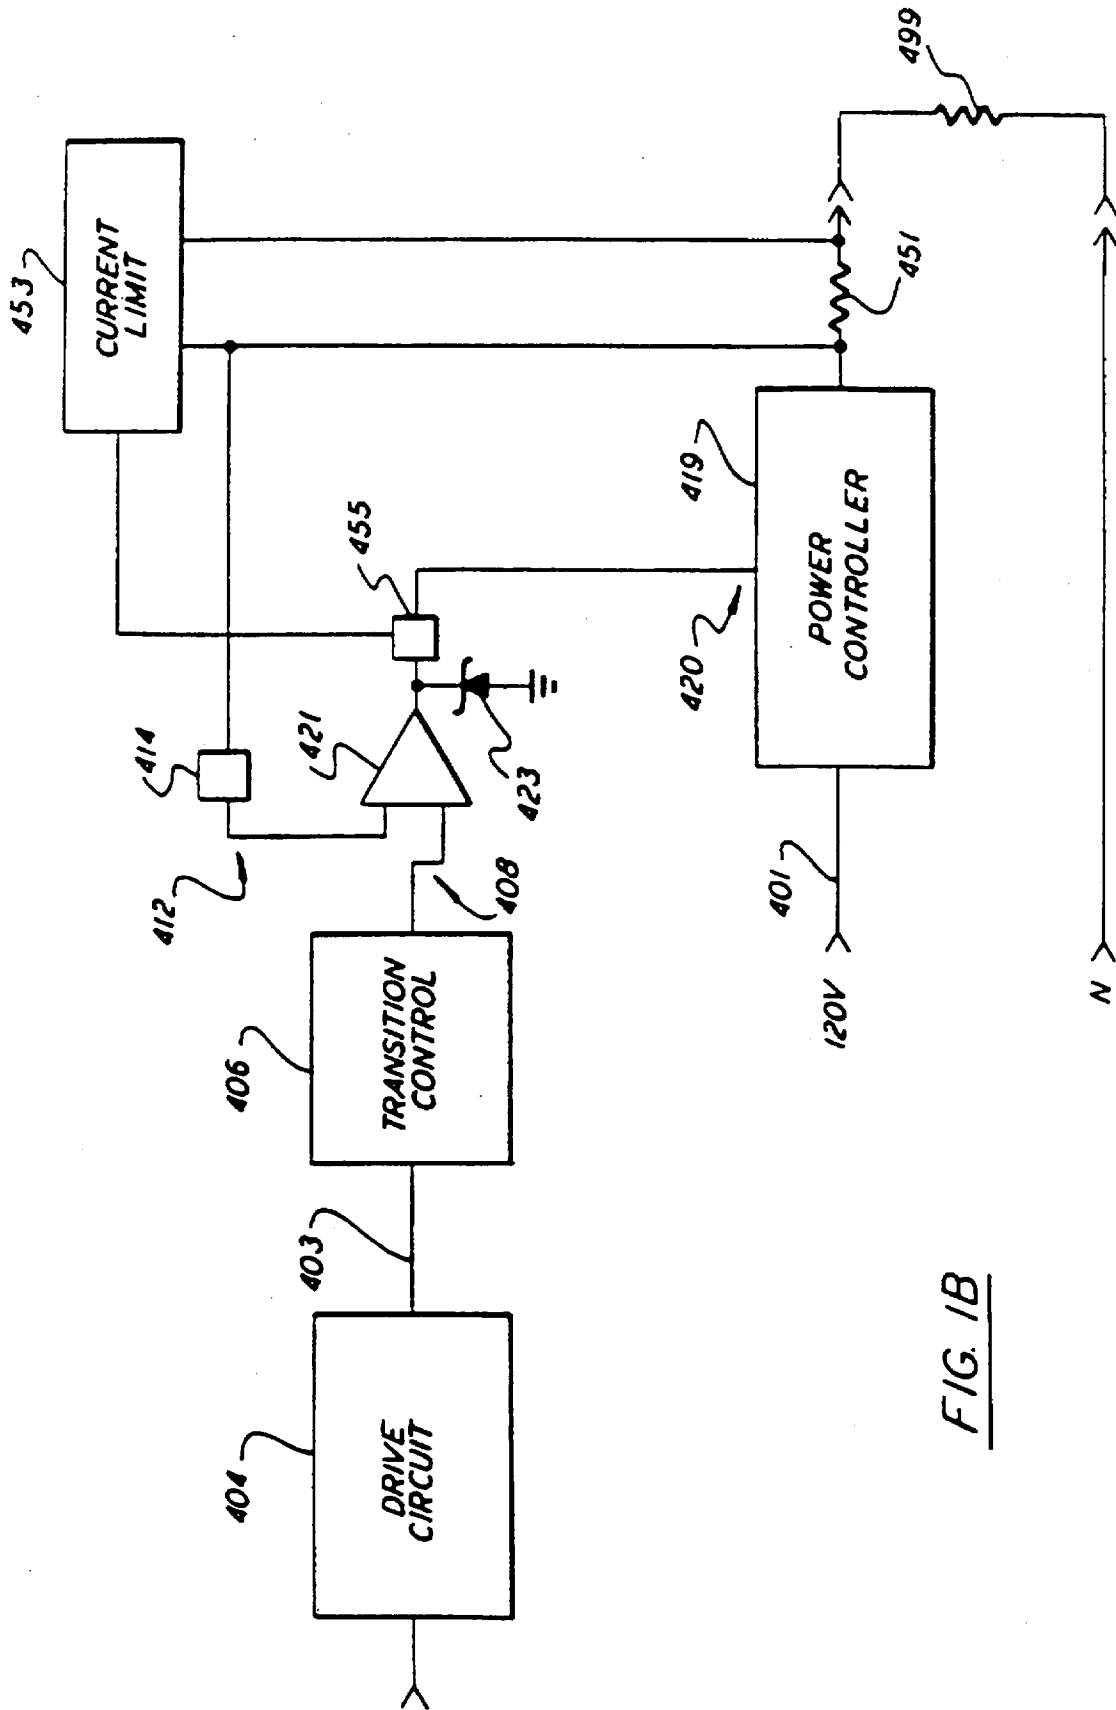 453
CURRENT
LIMIT
499
414
412
421
455
423
408
406
TRANSITION
CONTROL
403
404
DRIVE
CIRCUIT
451
419
420
POWER
CONTROLLER
401
120V
N
FIG. 1B